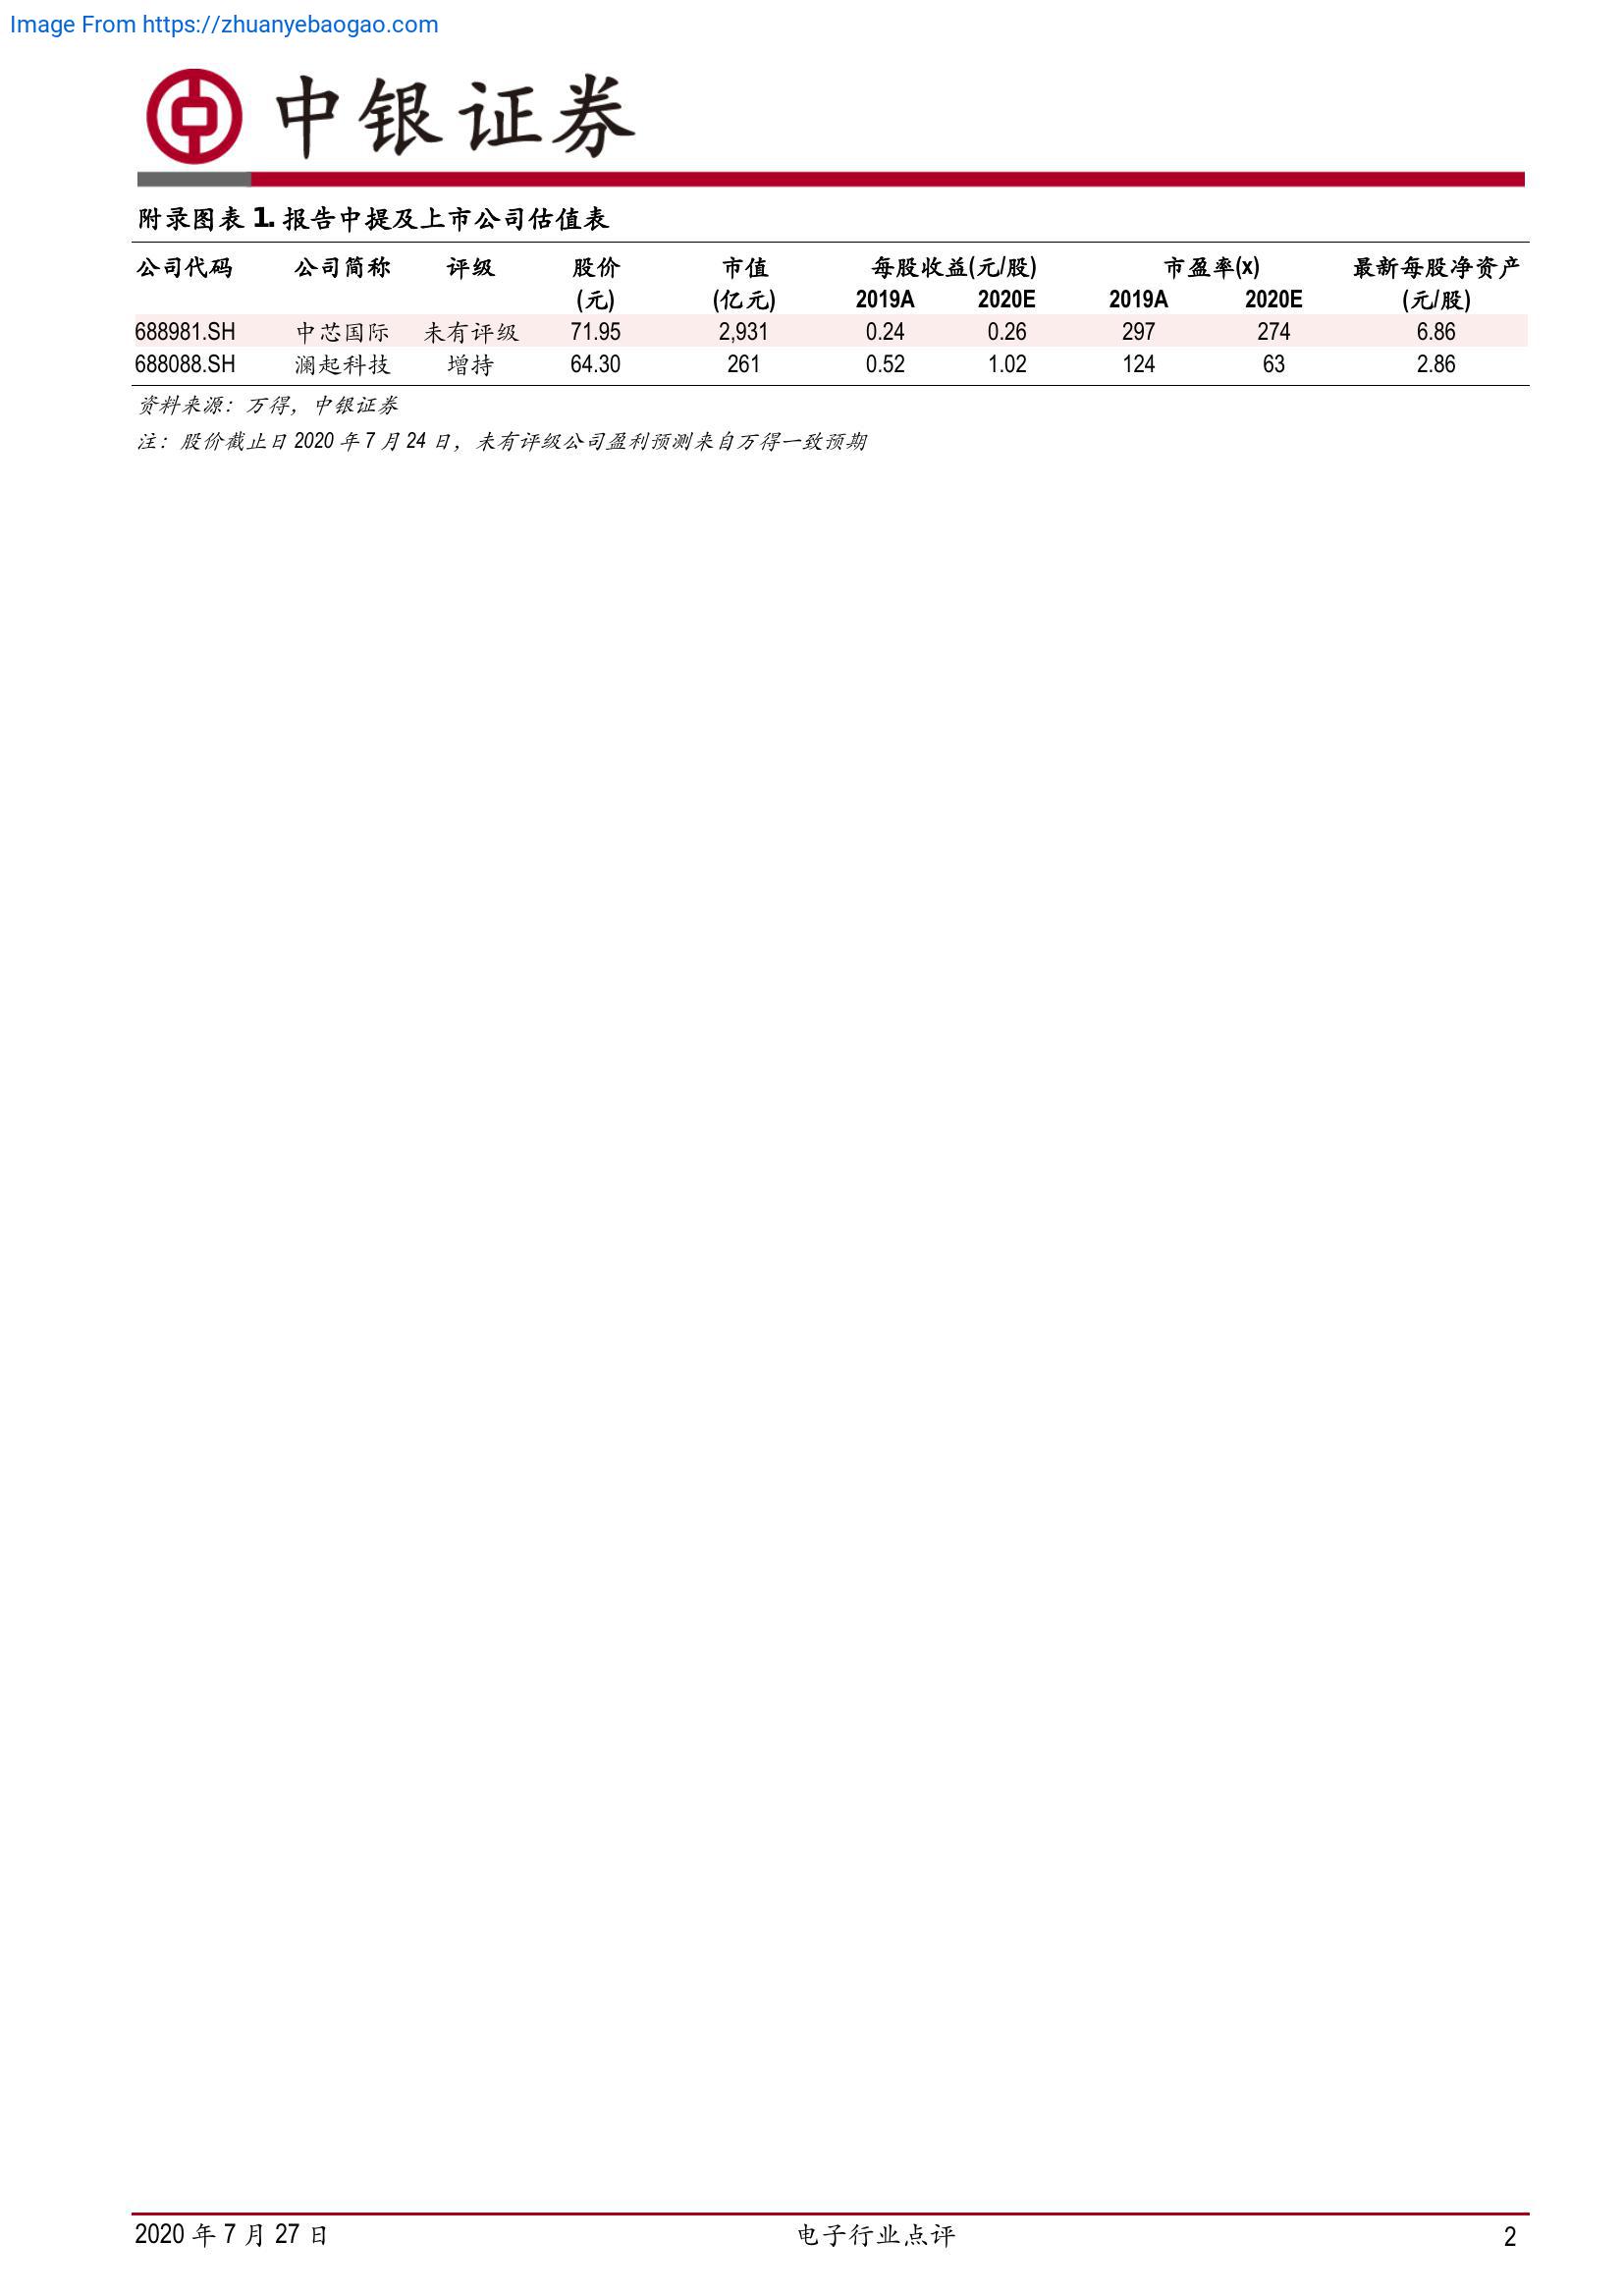 Image From https://zhuanyebaogao.com
中银证券
附录图表 1. 报告中提及上市公司估值表
公司代码 公司简称 评级 股价 市值 每股收益(元/股) 市盈率(x) 最新每股净资产
(元) (亿元) 2019A 2020E 2019A 2020E (元/股)
688981.SH 中芯国际 未有评级 71.95 2,931 0.24 0.26 297 274 6.86
688088.SH 澜起科技 增持 64.30 261 0.52 1.02 124 63 2.86
资料来源：万得，中银证券
注：股价截止日 2020 年 7 月 24 日，未有评级公司盈利预测来自万得一致预期
2020 年 7 月 27 日 电子行业点评 2